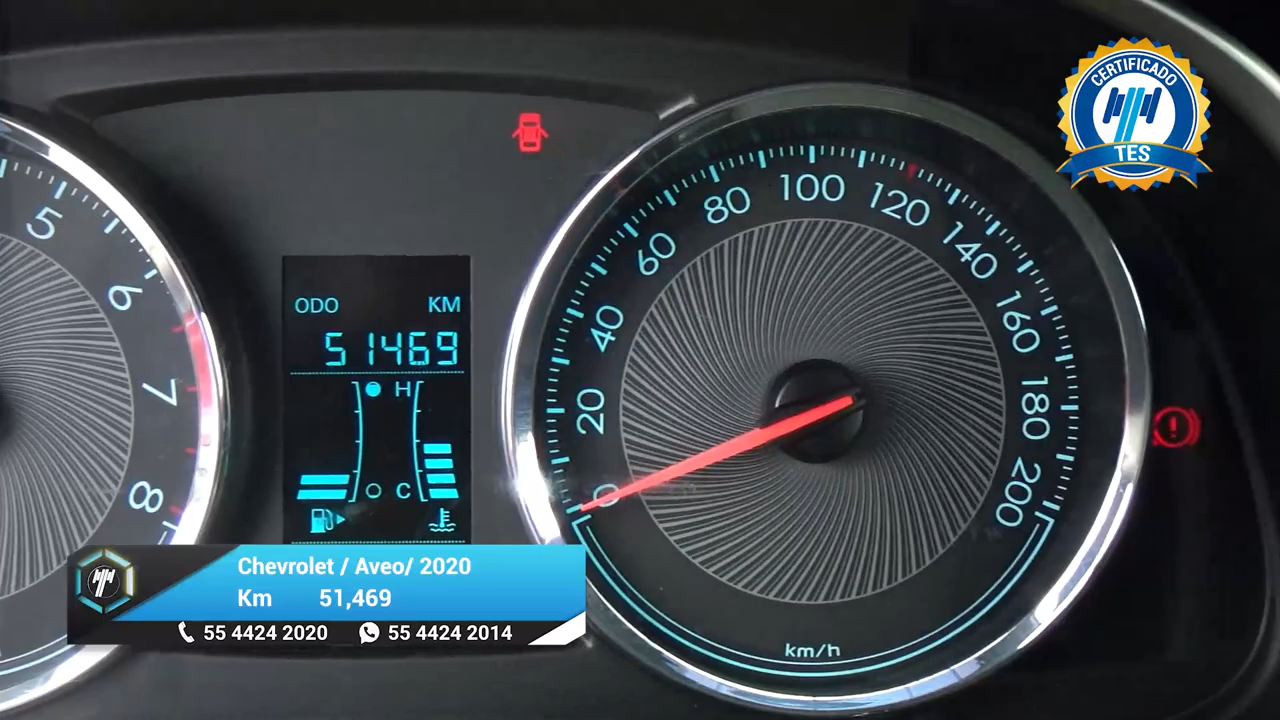 CERTIFICADO
TES
5
6
7
8
ODO KM
51469
H
C
0
20
40
60
80
100
120
140
160
180
200
km/h
Chevrolet / Aveo/ 2020
Km 51,469
55 4424 2020 55 4424 2014